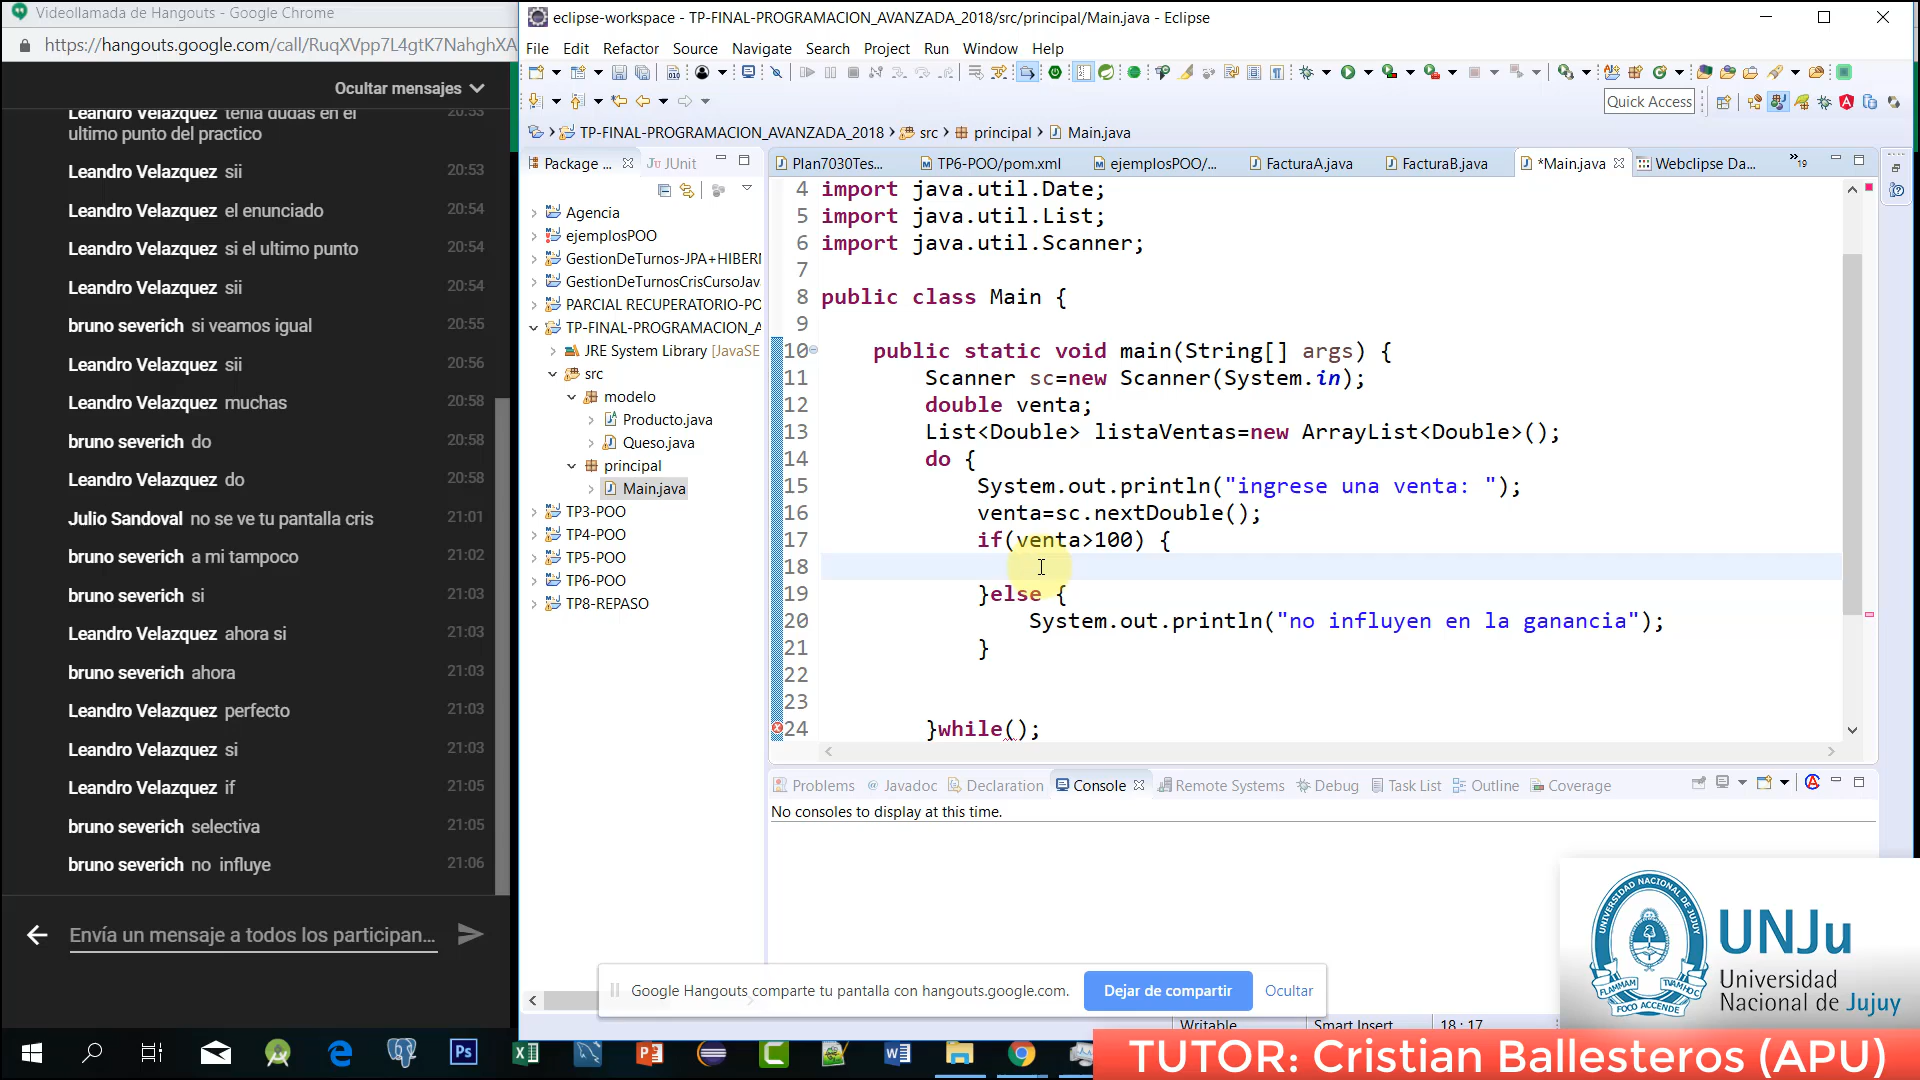 Videollamada de Hangouts - Google Chrome
https://hangouts.google.com/call/RuqXVpp7L4gtK7NahghXA
Ocultar mensajes
Leandro Velazquez tenia dudas en el 20:53
ultimo punto del practico
Leandro Velazquez sii 20:53
Leandro Velazquez el enunciado 20:54
Leandro Velazquez si el ultimo punto 20:54
Leandro Velazquez sii 20:54
bruno severich si veamos igual 20:55
Leandro Velazquez sii 20:56
Leandro Velazquez muchas 20:58
bruno severich do 20:58
Leandro Velazquez do 20:58
Julio Sandoval no se ve tu pantalla cris 21:01
bruno severich a mi tampoco 21:02
bruno severich si 21:03
Leandro Velazquez ahora si 21:03
bruno severich ahora 21:03
Leandro Velazquez perfecto 21:03
Leandro Velazquez si 21:03
Leandro Velazquez if 21:05
bruno severich selectiva 21:05
bruno severich no influye 21:06
Envía un mensaje a todos los participan...
eclipse-workspace - TP-FINAL-PROGRAMACION_AVANZADA_2018/src/principal/Main.java - Eclipse
File Edit Refactor Source Navigate Search Project Run Window Help
Quick Access
TP-FINAL-PROGRAMACION_AVANZADA_2018 src principal Main.java
Package ... JUnit
Agencia
ejemplosPOO
GestionDeTurnos-JPA+HIBERN
GestionDeTurnosCrisCursoJav
PARCIAL RECUPERATORIO-PO
TP-FINAL-PROGRAMACION_A
JRE System Library [JavaSE
src
modelo
Producto.java
Queso.java
principal
Main.java
TP3-POO
TP4-POO
TP5-POO
TP6-POO
TP8-REPASO
Plan7030Tes... TP6-POO/pom.xml ejemplosPOO/... FacturaA.java FacturaB.java *Main.java Webclipse Da... 19
4 import java.util.Date;
5 import java.util.List;
6 import java.util.Scanner;
7
8 public class Main {
9
10 public static void main(String[] args) {
11 Scanner sc=new Scanner(System.in);
12 double venta;
13 List<Double> listaVentas=new ArrayList<Double>();
14 do {
15 System.out.println("ingrese una venta: ");
16 venta=sc.nextDouble();
17 if(venta>100) {
18
19 }else {
20 System.out.println("no influyen en la ganancia");
21 }
22
23
24 }while();
Problems Javadoc Declaration Console Remote Systems Debug Task List Outline Coverage
No consoles to display at this time.
Google Hangouts comparte tu pantalla con hangouts.google.com. Dejar de compartir Ocultar
Writable Smart Insert 18 : 17
UNIVERSIDAD NACIONAL DE JUJUY
UNJu
Universidad
Nacional de Jujuy
TUTOR: Cristian Ballesteros (APU)